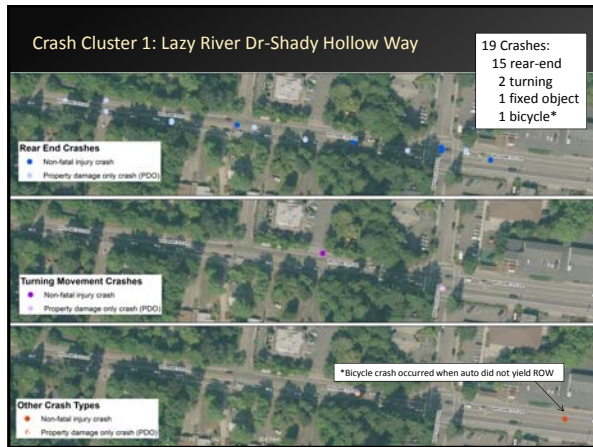 Crash Cluster 1: Lazy River Dr-Shady Hollow Way
19 Crashes:
15 rear-end
2 turning
1 fixed object
1 bicycle*
Rear End Crashes
Non-fatal injury crash
Property damage only crash (PDO)
Turning Movement Crashes
Non-fatal injury crash
Property damage only crash (PDO)
*Bicycle crash occurred when auto did not yield ROW
Other Crash Types
Non-fatal injury crash
Property damage only crash (PDO)